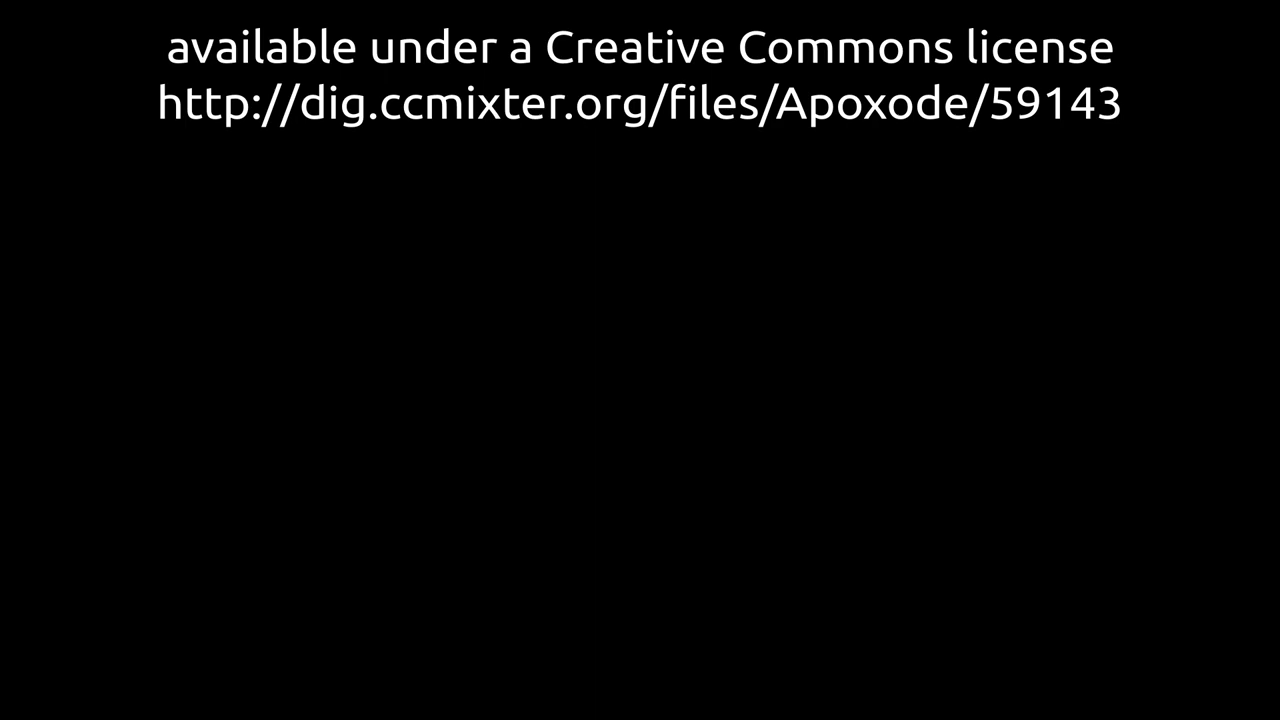 available under a Creative Commons license
http://dig.ccmixter.org/files/Apoxode/59143